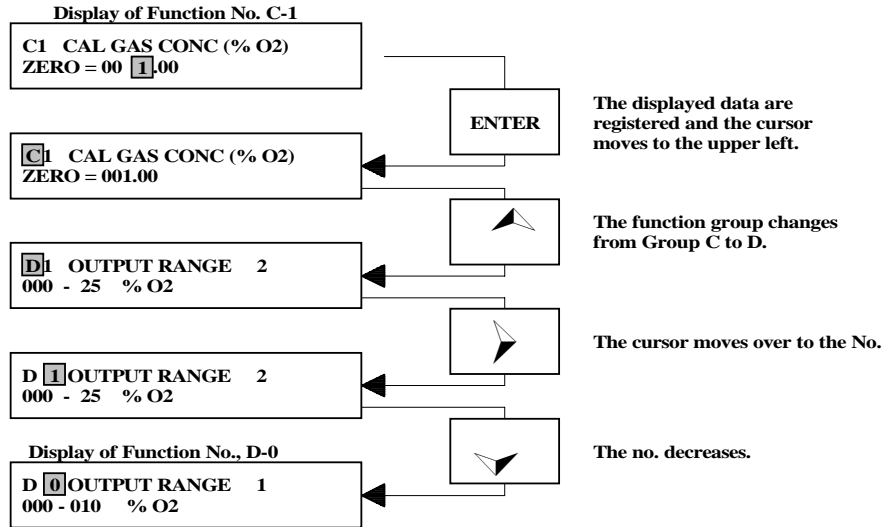 Display of Function No. C-1
C1 CAL GAS CONC (% O2)
ZERO = 00 1.00
ENTER
The displayed data are
registered and the cursor
moves to the upper left.
C1 CAL GAS CONC (% O2)
ZERO = 001.00
The function group changes
from Group C to D.
D1 OUTPUT RANGE 2
000 - 25 % O2
The cursor moves over to the No.
D 1 OUTPUT RANGE 2
000 - 25 % O2
The no. decreases.
Display of Function No., D-0
D 0 OUTPUT RANGE 1
000 - 010 % O2